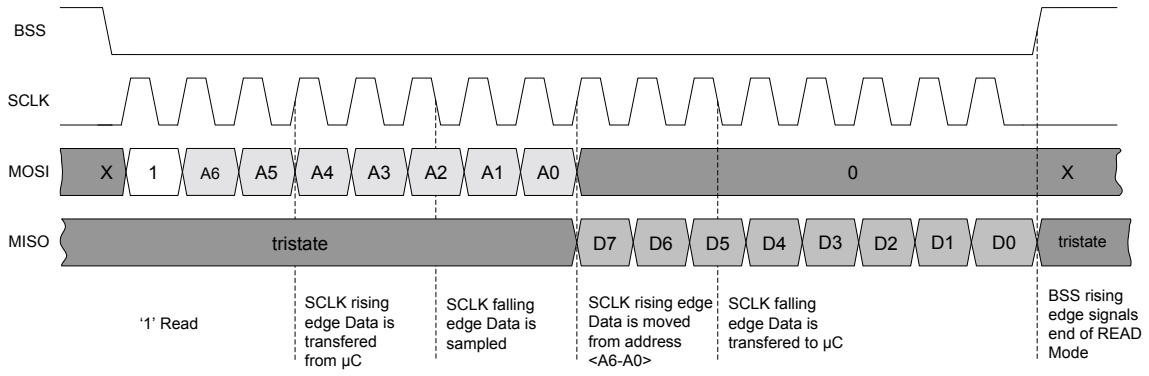 BSS
SCLK
MOSI X 1 A6 A5 A4 A3 A2 A1 A0 0 X
MISO tristate D7 D6 D5 D4 D3 D2 D1 D0 tristate
'1' Read
SCLK rising
edge Data is
transfered
from µC
SCLK falling
edge Data is
sampled
SCLK rising edge
Data is moved
from address
<A6-A0>
SCLK falling
edge Data is
transfered to µC
BSS rising
edge signals
end of READ
Mode